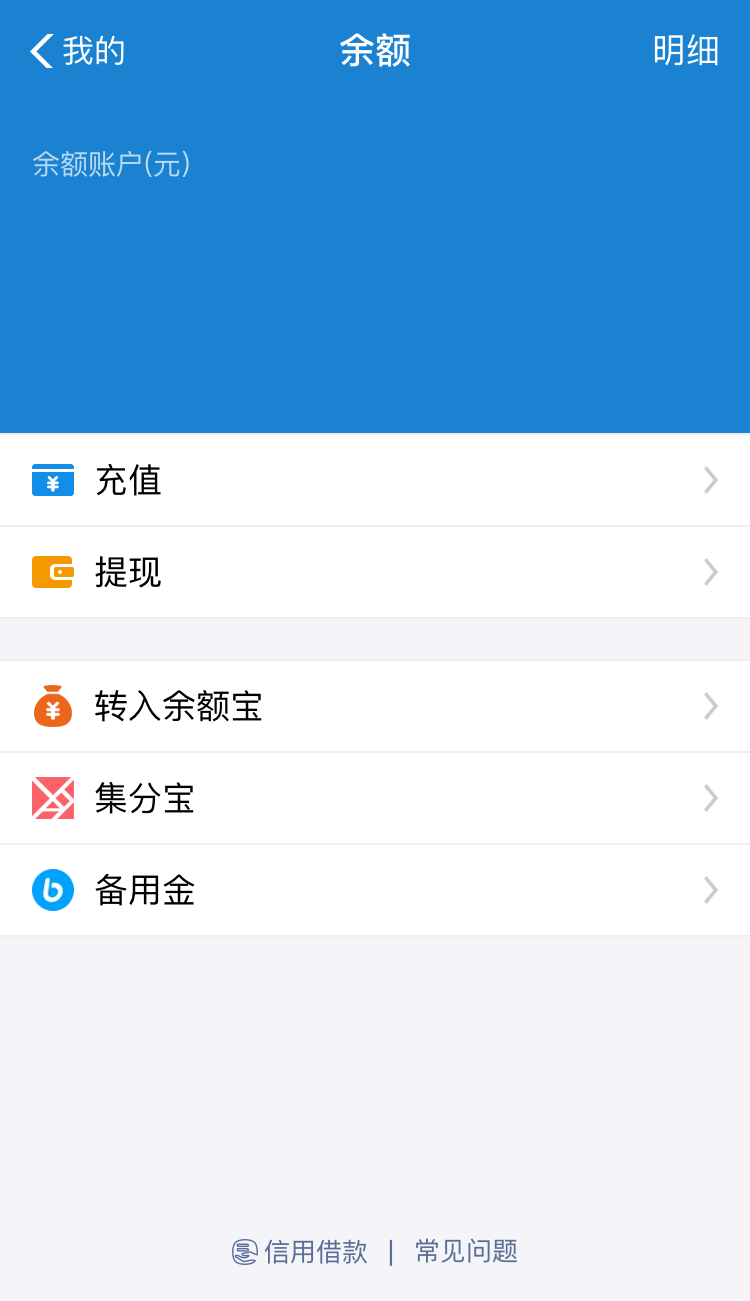 我的
余额
明细
余额账户(元)
充值
提现
转入余额宝
集分宝
备用金
信用借款 | 常见问题